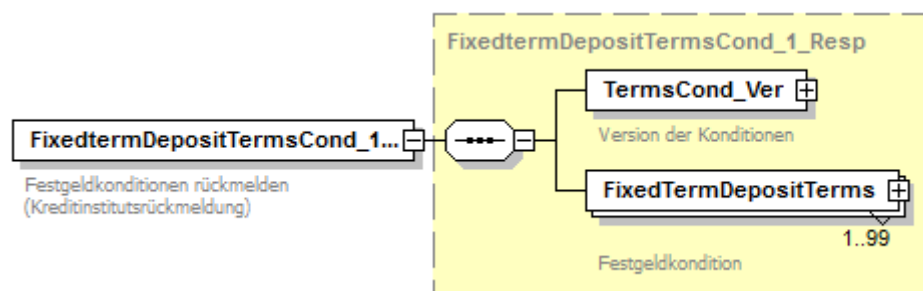 FixedtermDepositTermsCond_1_Resp
TermsCond_Ver
Version der Konditionen
FixedtermDepositTermsCond_1...
Festgeldkonditionen rückmelden
(Kreditinstitutsrückmeldung)
FixedTermDepositTerms
1..99
Festgeldkondition